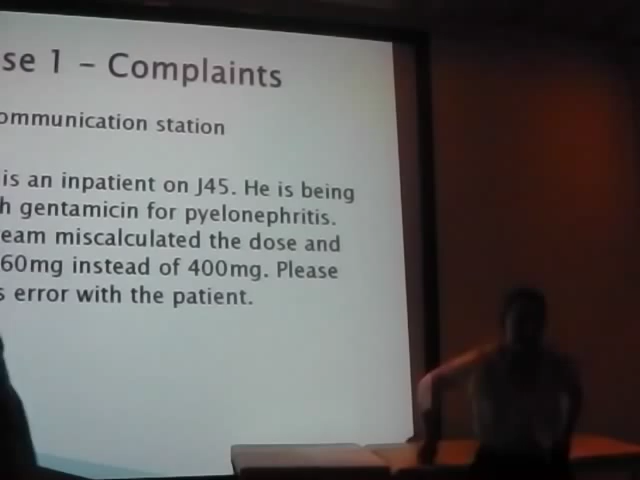 se 1 – Complaints
ommunication station
is an inpatient on J45. He is being
h gentamicin for pyelonephritis.
eam miscalculated the dose and
60mg instead of 400mg. Please
s error with the patient.